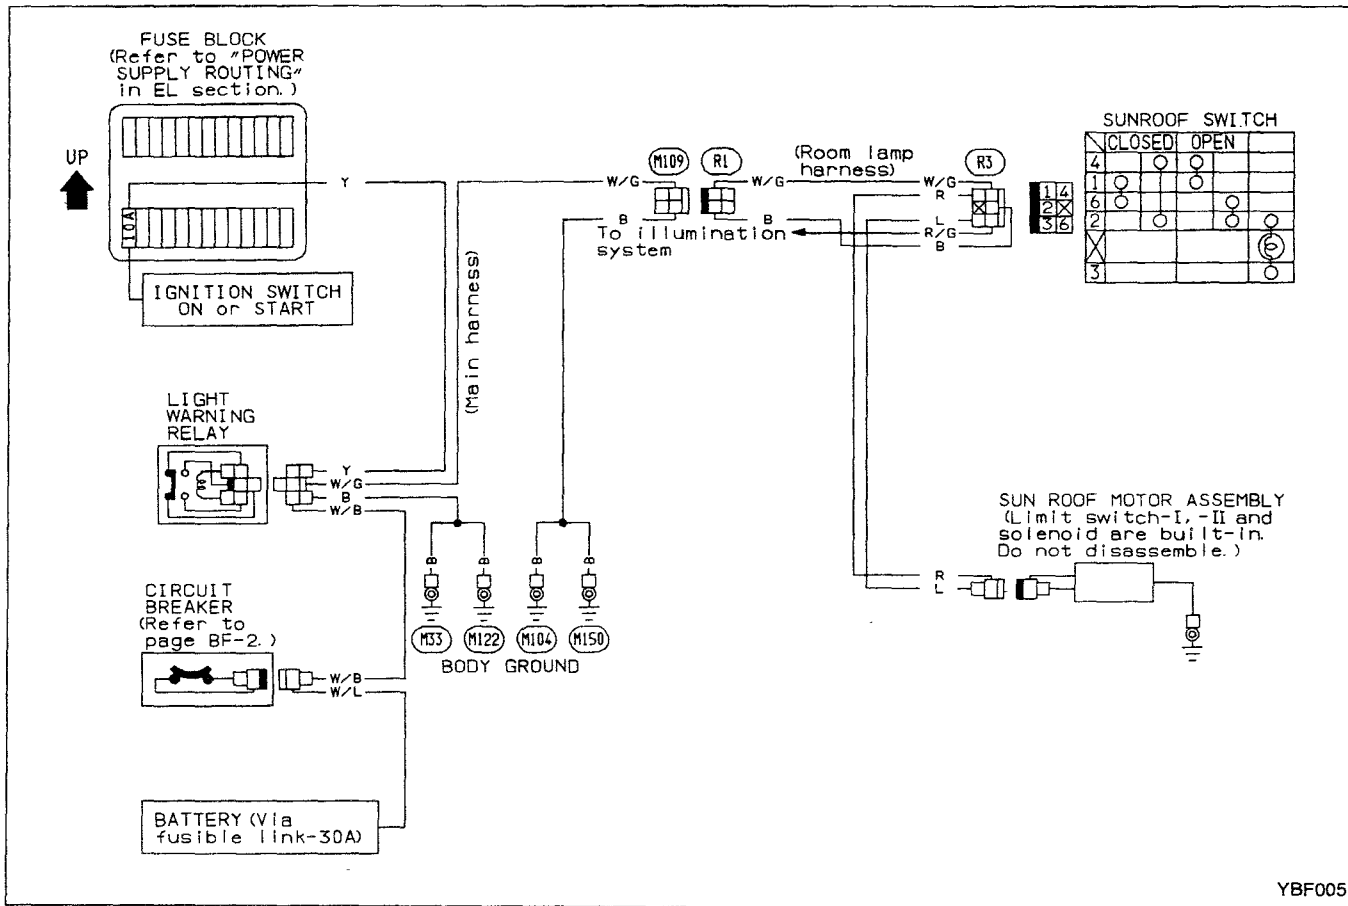 FUSE BLOCK
(Refer to "POWER
SUPPLY ROUTING"
in EL section.)
UP
10A
Y
IGNITION SWITCH
ON or START
LIGHT
WARNING
RELAY
Y
W/G
B
W/B
CIRCUIT
BREAKER
(Refer to
page BF-2.)
W/B
W/L
BATTERY (Via
fusible link-30A)
(Main harness)
B
B
B
B
M33
M122
M104
M150
BODY GROUND
M109
R1
W/G
B
W/G
B
(Room lamp
harness)
To illumination
system
R3
W/G
R
L
R/G
B
1 4
2
3 6
SUNROOF SWITCH
CLOSED OPEN
4
1
6
2
3
SUN ROOF MOTOR ASSEMBLY
(Limit switch-I, -II and
solenoid are built-in.
Do not disassemble.)
R
L
YBF005